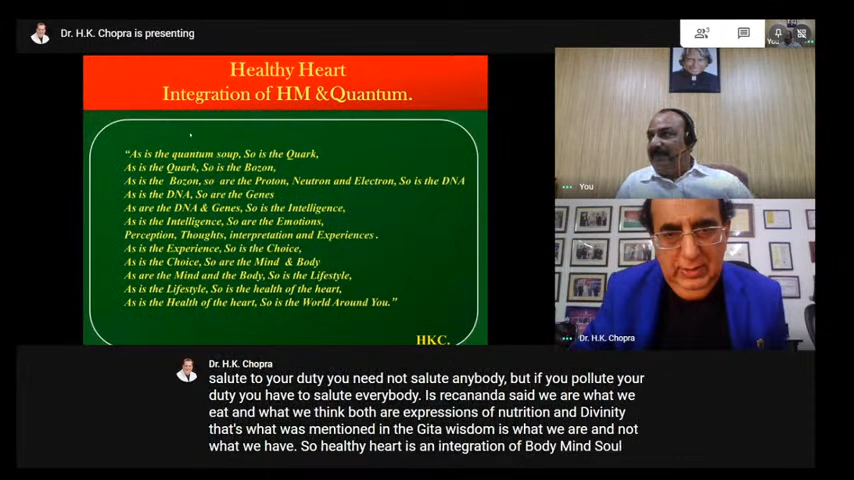 Dr. H.K. Chopra is presenting
3
You
Healthy Heart
Integration of HM &Quantum.
"As is the quantum soup, So is the Quark,
As is the Quark, So is the Bozon,
As is the Bozon, so are the Proton, Neutron and Electron, So is the DNA
As is the DNA, So are the Genes
As are the DNA & Genes, So is the Intelligence,
As is the Intelligence, So are the Emotions,
Perception, Thoughts, interpretation and Experiences.
As is the Experience, So is the Choice,
As is the Choice, So are the Mind & Body
As are the Mind and the Body, So is the Lifestyle,
As is the Lifestyle, So is the health of the heart,
As is the Health of the heart, So is the World Around You."
HKC.
You
Dr. H.K. Chopra
Dr. H.K. Chopra
salute to your duty you need not salute anybody, but if you pollute your
duty you have to salute everybody. Is recananda said we are what we
eat and what we think both are expressions of nutrition and Divinity
that's what was mentioned in the Gita wisdom is what we are and not
what we have. So healthy heart is an integration of Body Mind Soul